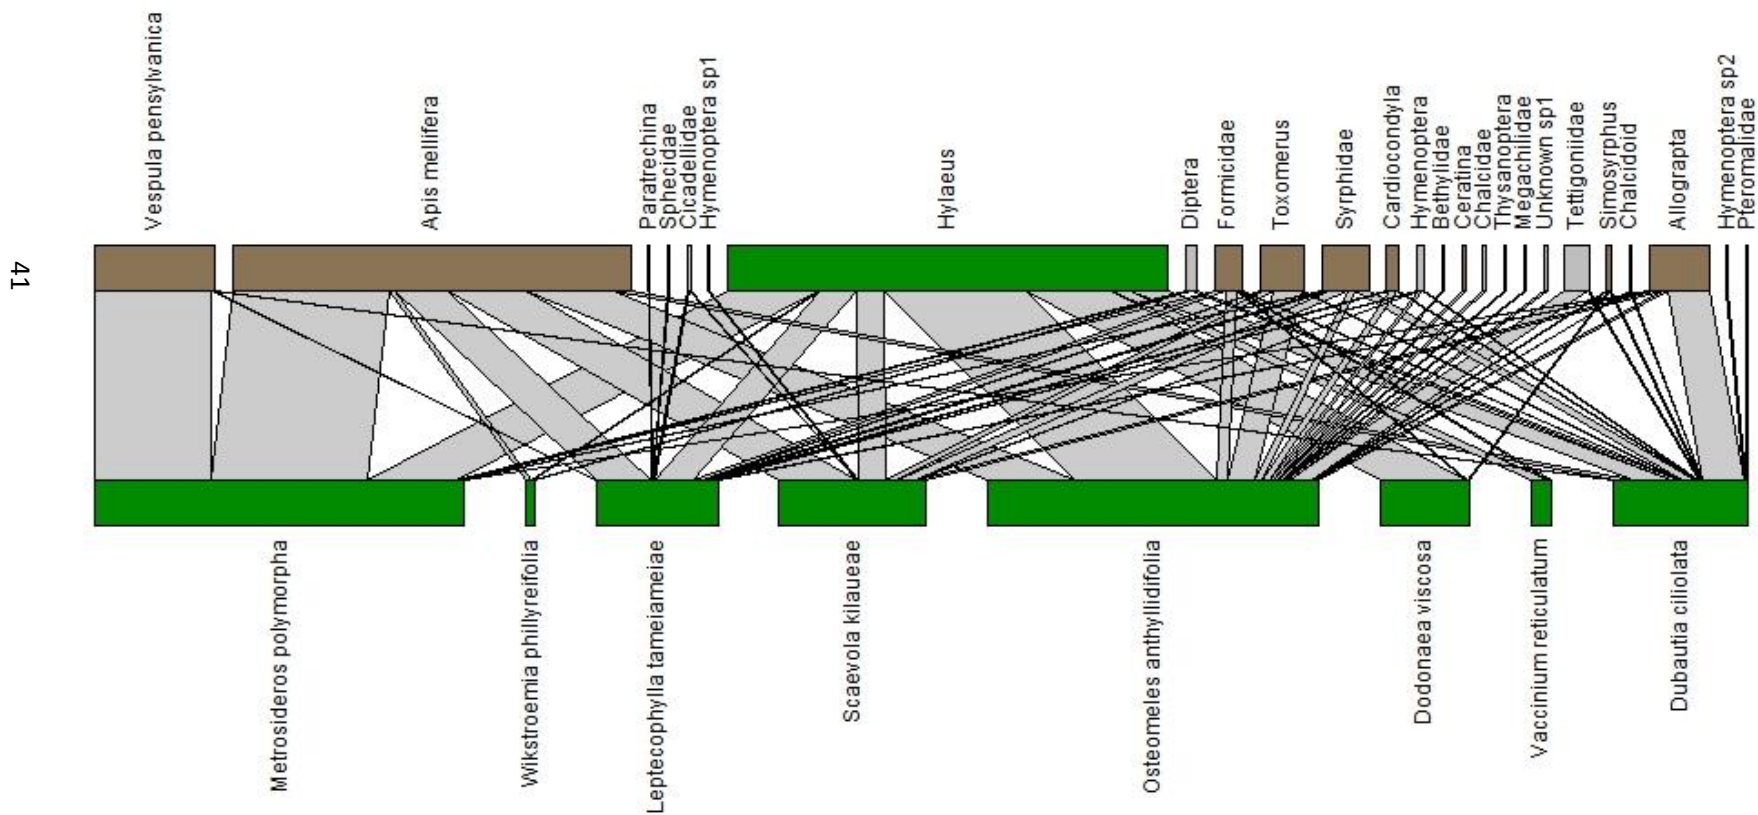 41
Vespula pensylvanica
Apis mellifera
Paratrechina
Sphecidae
Cicadellidae
Hymenoptera sp1
Hylaeus
Diptera
Formicidae
Toxomerus
Syrphidae
Cardiocondyla
Hymenoptera
Bethylidae
Ceratina
Chalcidae
Thysanoptera
Megachilidae
Unknown sp1
Tettigoniidae
Simosyrphus
Chalcidoid
Allograpta
Hymenoptera sp2
Pteromalidae
Metrosideros polymorpha
Wikstroemia phillyreifolia
Leptecophylla tameiameiae
Scaevola kilaueae
Osteomeles anthyllidifolia
Dodonaea viscosa
Vaccinium reticulatum
Dubautia ciliolata